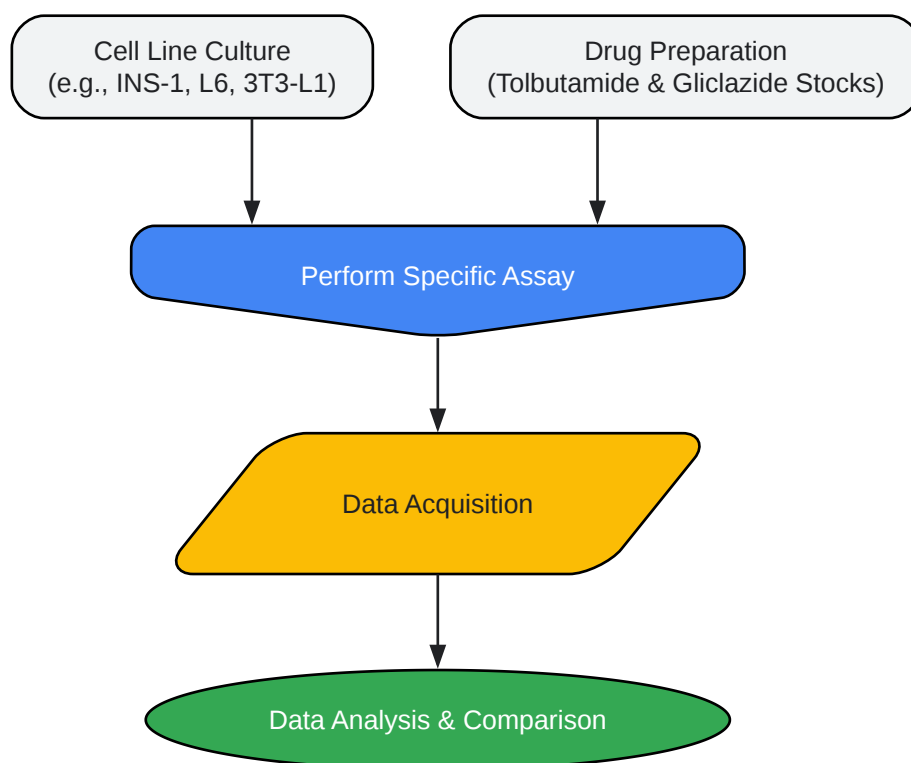 Cell Line Culture
(e.g., INS-1, L6, 3T3-L1)
Drug Preparation
(Tolbutamide & Gliclazide Stocks)
Perform Specific Assay
Data Acquisition
Data Analysis & Comparison